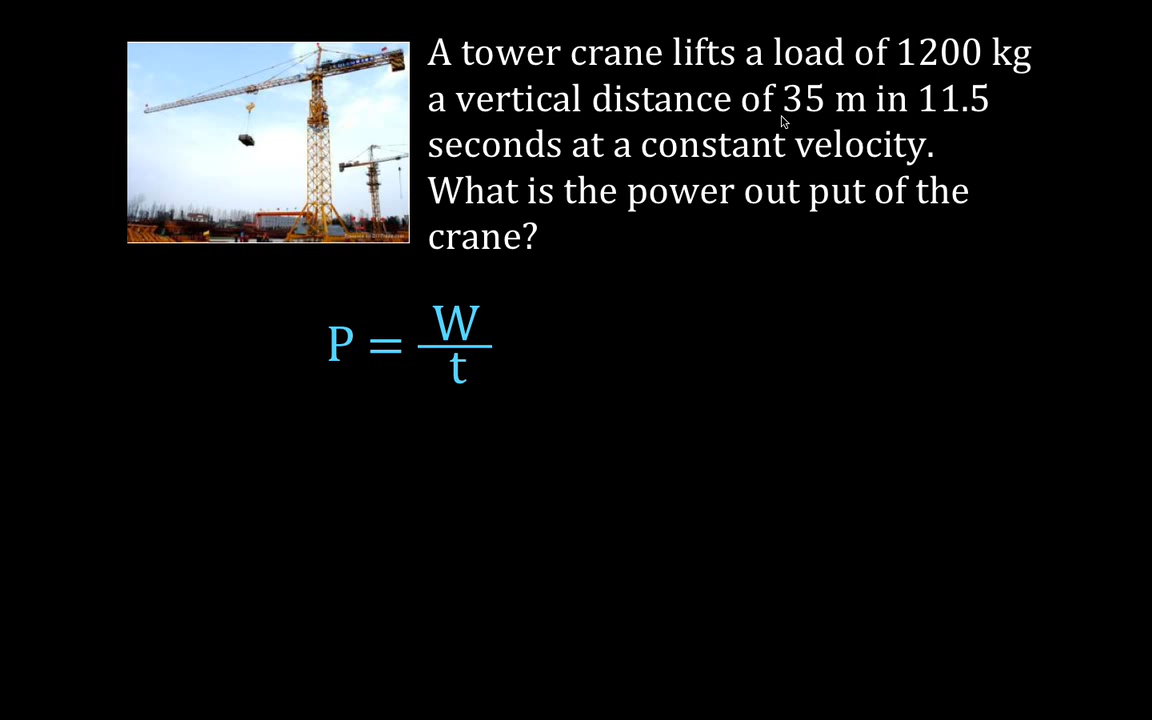 A tower crane lifts a load of 1200 kg
a vertical distance of 35 m in 11.5
seconds at a constant velocity.
What is the power out put of the
crane?
P = W
t